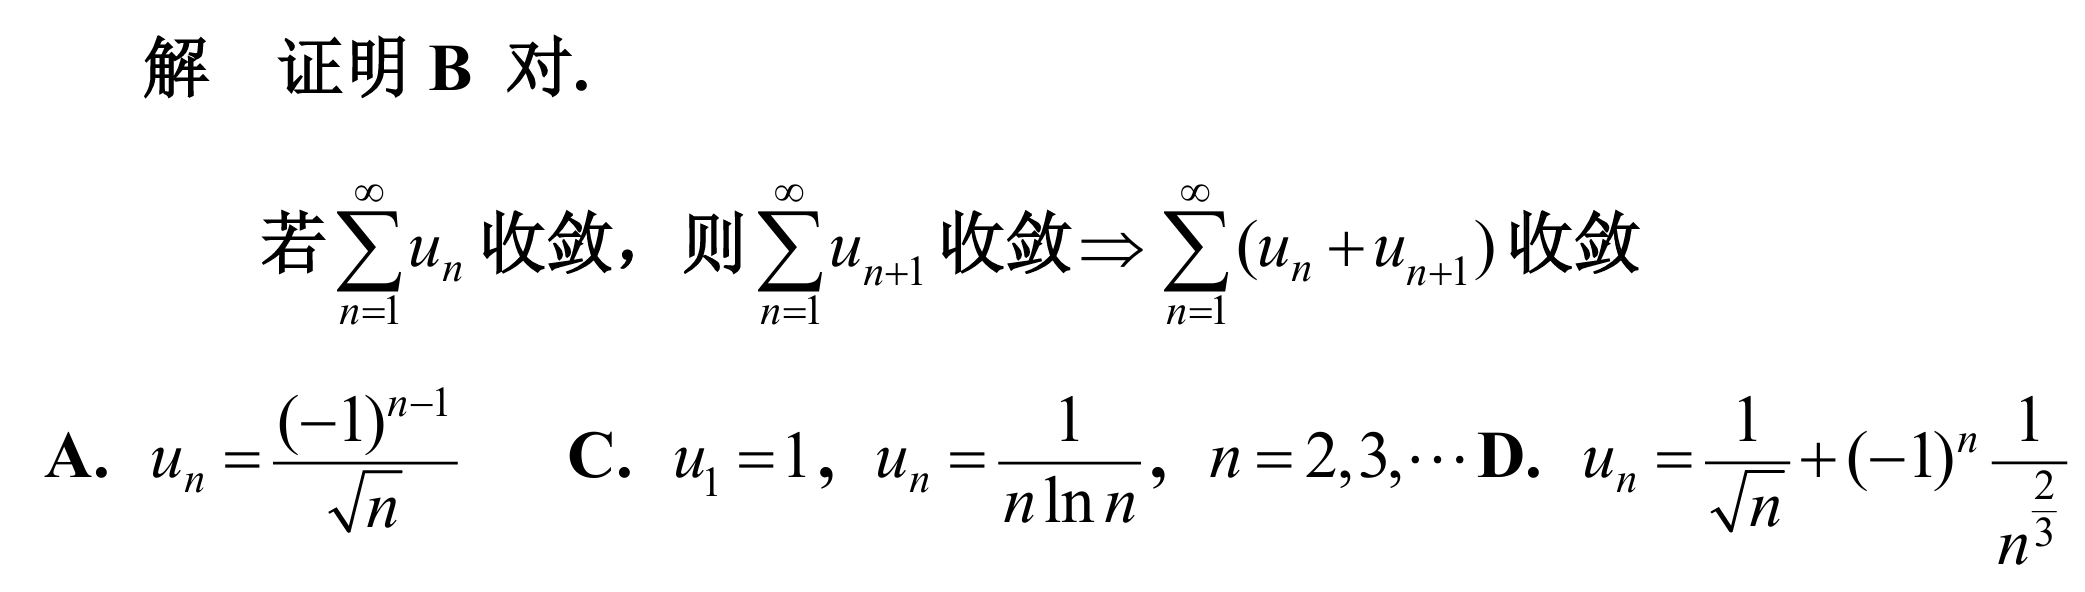 解 证明 B 对.
若 $\sum_{n=1}^{\infty} u_n$ 收敛，则 $\sum_{n=1}^{\infty} u_{n+1}$ 收敛 $\Rightarrow \sum_{n=1}^{\infty} (u_n + u_{n+1})$ 收敛
A. $u_n = \frac{(-1)^{n-1}}{\sqrt{n}}$ C. $u_1 = 1$，$u_n = \frac{1}{n \ln n}$，$n = 2,3,\cdots$ D. $u_n = \frac{1}{\sqrt{n}} + (-1)^n \frac{1}{n^{\frac{2}{3}}}$